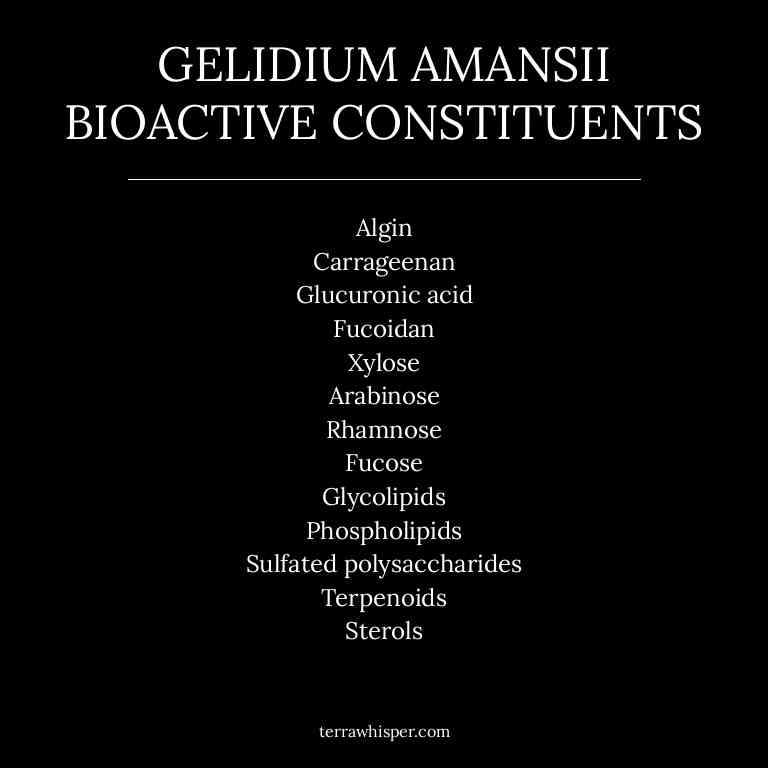 GELIDIUM AMANSII
BIOACTIVE CONSTITUENTS
Algin
Carrageenan
Glucuronic acid
Fucoidan
Xylose
Arabinose
Rhamnose
Fucose
Glycolipids
Phospholipids
Sulfated polysaccharides
Terpenoids
Sterols
terrawhisper.com